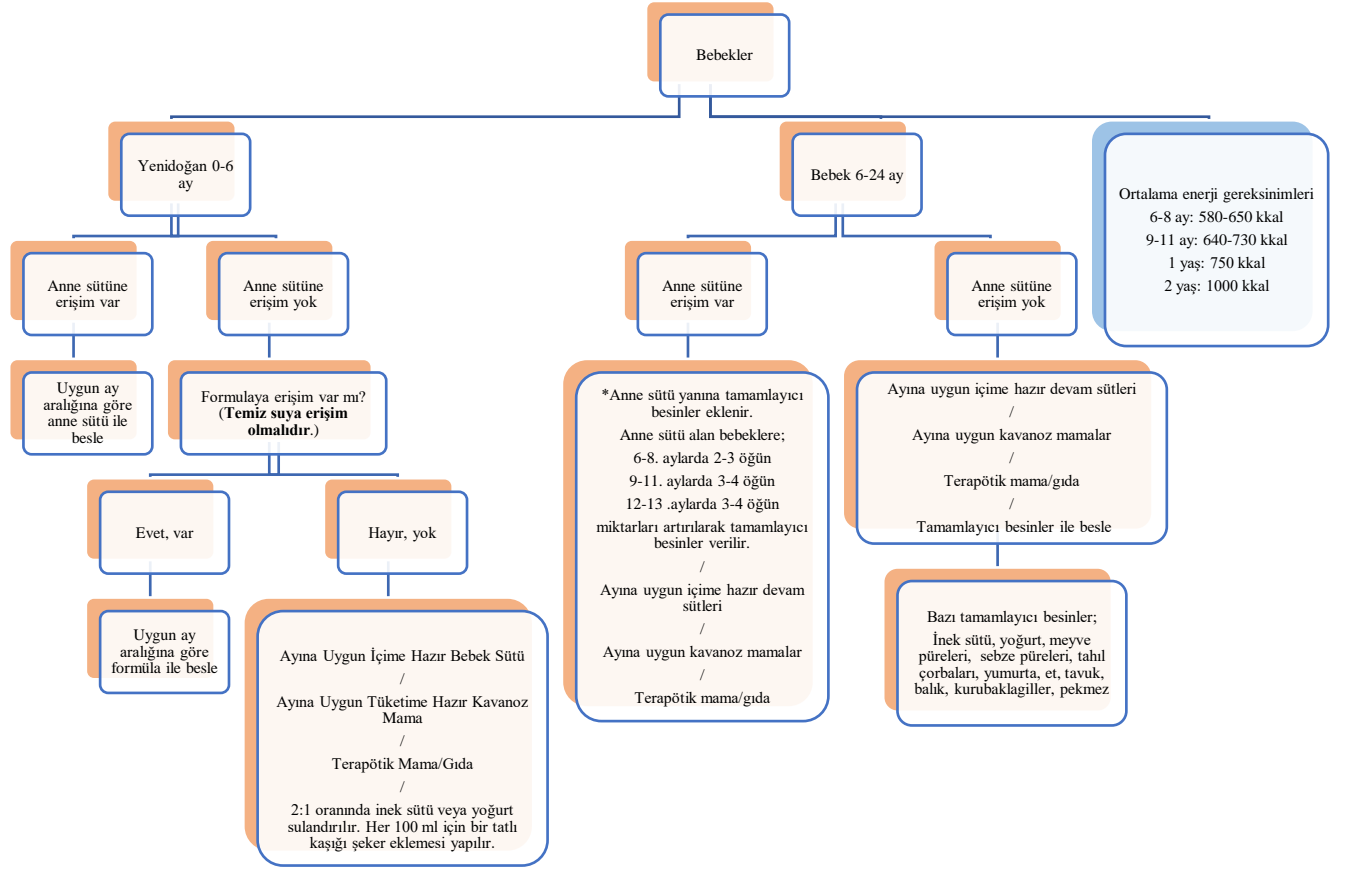 Bebekler
Yenidoğan 0-6
ay
Anne sütüne
erişim var
Uygun ay
aralığına göre
anne sütü ile
besle
Anne sütüne
erişim yok
Formulaya erişim var mı?
(Temiz suya erişim
olmalıdır.)
Evet, var
Uygun ay
aralığına göre
formüla ile besle
Hayır, yok
Ayına Uygun İçime Hazır Bebek Sütü
/
Ayına Uygun Tüketime Hazır Kavanoz
Mama
/
Terapötik Mama/Gıda
/
2:1 oranında inek sütü veya yoğurt
sulandırılır. Her 100 ml için bir tatlı
kaşığı şeker eklemesi yapılır.
Bebek 6-24 ay
Anne sütüne
erişim var
*Anne sütü yanına tamamlayıcı
besinler eklenir.
Anne sütü alan bebeklere;
6-8. aylarda 2-3 öğün
9-11. aylarda 3-4 öğün
12-13 .aylarda 3-4 öğün
miktarları artırılarak tamamlayıcı
besinler verilir.
/
Ayına uygun içime hazır devam
sütleri
/
Ayına uygun kavanoz mamalar
/
Terapötik mama/gıda
Anne sütüne
erişim yok
Ayına uygun içime hazır devam sütleri
/
Ayına uygun kavanoz mamalar
/
Terapötik mama/gıda
/
Tamamlayıcı besinler ile besle
Bazı tamamlayıcı besinler;
İnek sütü, yoğurt, meyve
püreleri, sebze püreleri, tahıl
çorbaları, yumurta, et, tavuk,
balık, kurubaklagiller, pekmez
Ortalama enerji gereksinimleri
6-8 ay: 580-650 kkal
9-11 ay: 640-730 kkal
1 yaş: 750 kkal
2 yaş: 1000 kkal